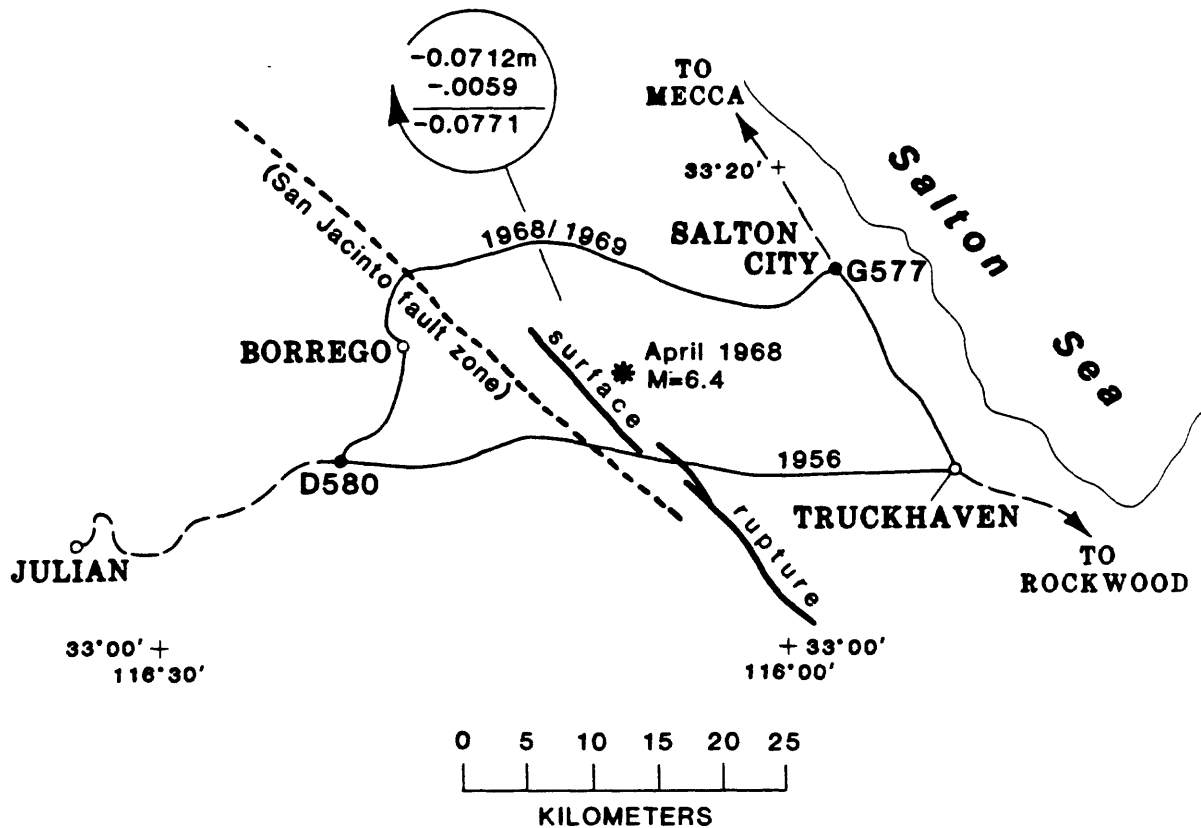 -0.0712m
-.0059
-0.0771
TO
MECCA
33°20' +
Salton
Sea
(San Jacinto fault zone)
1968/1969
SALTON
CITY
G577
BORREGO
surface
April 1968
M=6.4
D580
1956
TRUCKHAVEN
rupture
TO
ROCKWOOD
JULIAN
33°00' +
116°30'
+ 33°00'
116°00'
0 5 10 15 20 25
KILOMETERS